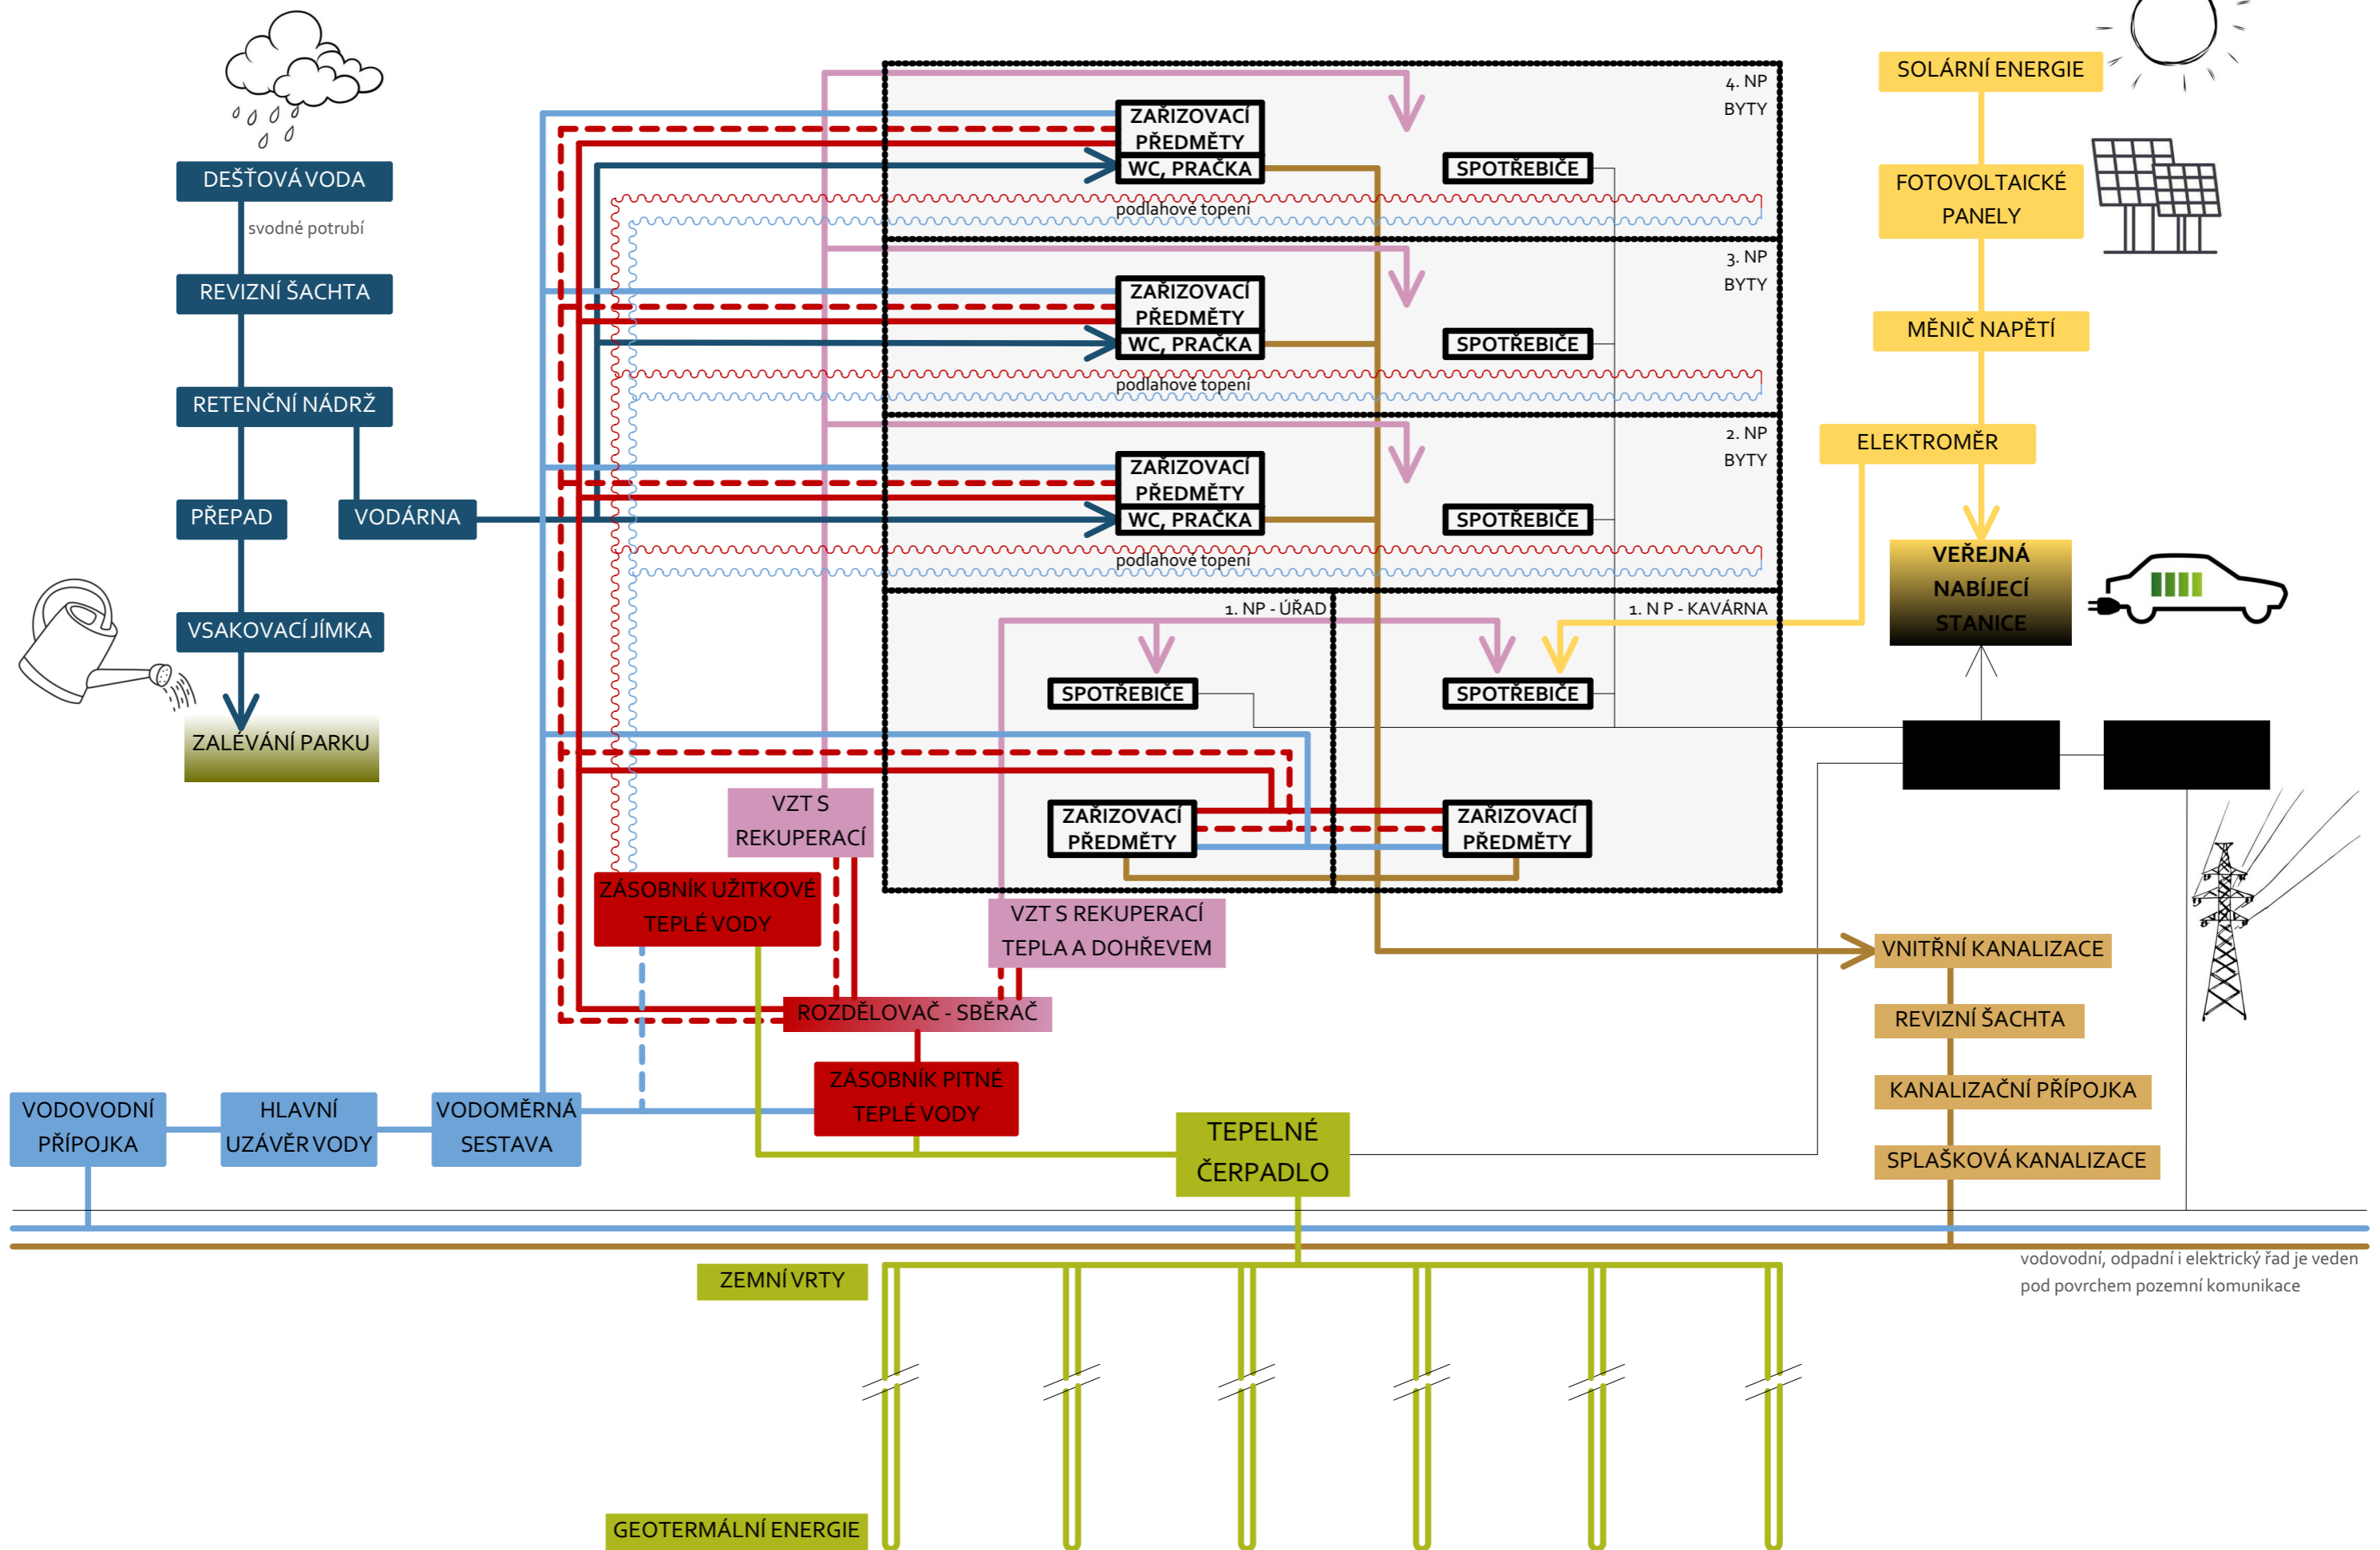 DEŠŤOVÁ VODA
svodné potrubí
REVIZNÍ ŠACHTA
RETENČNÍ NÁDRŽ
PŘEPAD
VODÁRNA
VSAKOVACÍ JÍMKA
ZALÉVÁNÍ PARKU
4. NP
BYTY
ZAŘIZOVACÍ
PŘEDMĚTY
WC, PRAČKA
SPOTŘEBIČE
podlahové topení
3. NP
BYTY
ZAŘIZOVACÍ
PŘEDMĚTY
WC, PRAČKA
SPOTŘEBIČE
podlahové topení
2. NP
BYTY
ZAŘIZOVACÍ
PŘEDMĚTY
WC, PRAČKA
SPOTŘEBIČE
podlahové topení
1. NP - ÚŘAD
1. N P - KAVÁRNA
SPOTŘEBIČE
SPOTŘEBIČE
ZAŘIZOVACÍ
PŘEDMĚTY
ZAŘIZOVACÍ
PŘEDMĚTY
SOLÁRNÍ ENERGIE
FOTOVOLTAICKÉ
PANELY
MĚNIČ NAPĚTÍ
ELEKTROMĚR
VEŘEJNÁ
NABÍJECÍ
STANICE
VZT S
REKUPERACÍ
ZÁSOBNÍK UŽITKOVÉ
TEPLÉ VODY
VZT S REKUPERACÍ
TEPLA A DOHŘEVEM
ROZDĚLOVAČ - SBĚRAČ
ZÁSOBNÍK PITNÉ
TEPLÉ VODY
VODOVODNÍ
PŘÍPOJKA
HLAVNÍ
UZÁVĚR VODY
VODOMĚRNÁ
SESTAVA
TEPELNÉ
ČERPADLO
VNITŘNÍ KANALIZACE
REVIZNÍ ŠACHTA
KANALIZAČNÍ PŘÍPOJKA
SPLAŠKOVÁ KANALIZACE
vodovodní, odpadní i elektrický řad je veden
pod povrchem pozemní komunikace
ZEMNÍ VRTY
GEOTERMÁLNÍ ENERGIE